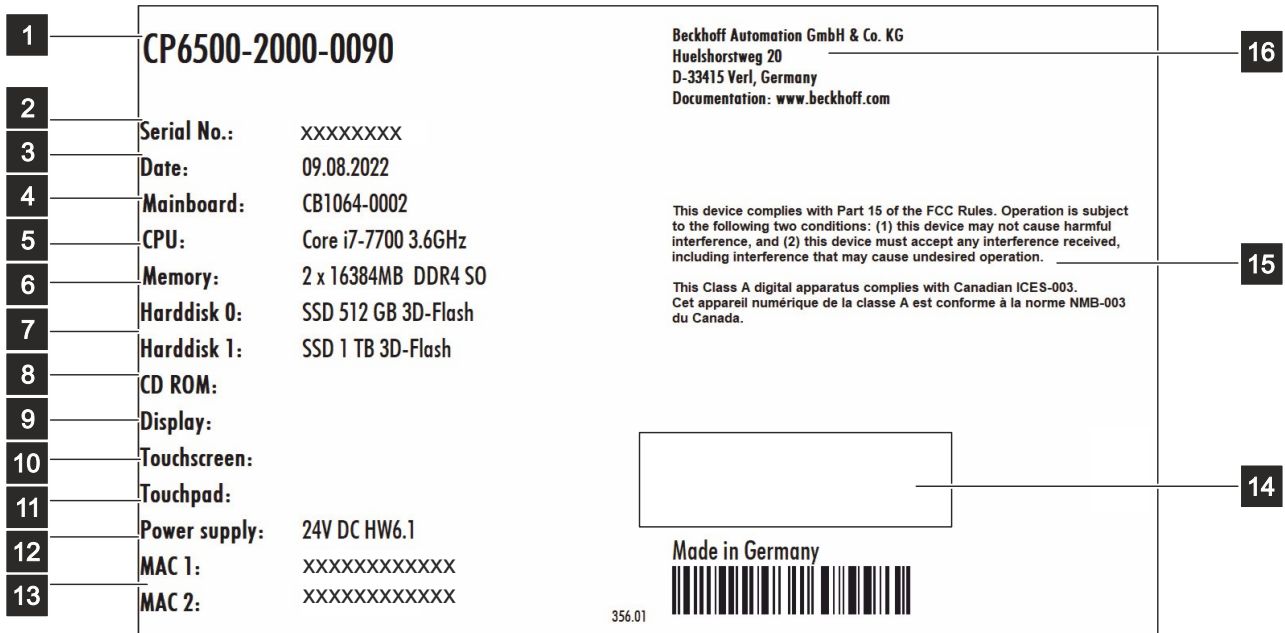 1
CP6500-2000-0090
2
Serial No.: XXXXXXXX
3
Date: 09.08.2022
4
Mainboard: CB1064-0002
5
CPU: Core i7-7700 3.6GHz
6
Memory: 2 x 16384MB DDR4 SO
Harddisk 0: SSD 512 GB 3D-Flash
7
Harddisk 1: SSD 1 TB 3D-Flash
8
CD ROM:
9
Display:
10
Touchscreen:
11
Touchpad:
12
Power supply: 24V DC HW6.1
13
MAC 1: XXXXXXXXXXXX
MAC 2: XXXXXXXXXXXX
Beckhoff Automation GmbH & Co. KG
Huelshorstweg 20
D-33415 Verl, Germany
Documentation: www.beckhoff.com
16
This device complies with Part 15 of the FCC Rules. Operation is subject
to the following two conditions: (1) this device may not cause harmful
interference, and (2) this device must accept any interference received,
including interference that may cause undesired operation.
15
This Class A digital apparatus complies with Canadian ICES-003.
Cet appareil numérique de la classe A est conforme à la norme NMB-003
du Canada.
14
Made in Germany
356.01